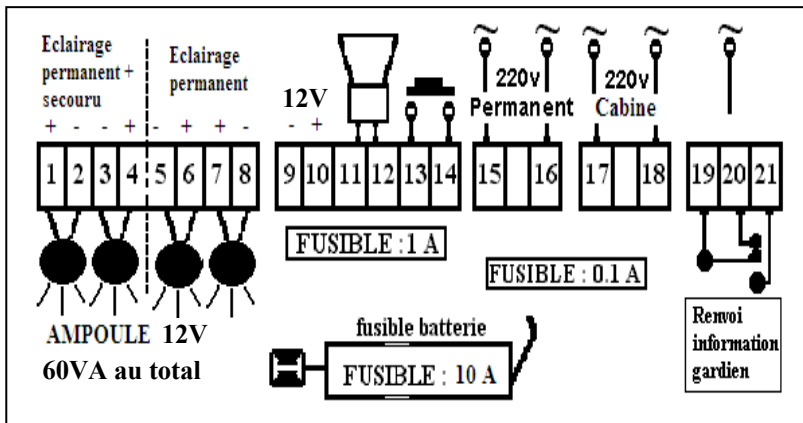 Eclairage
permanent +
secouru
Eclairage
permanent
12V
220v
Permanent
220v
Cabine
~ ~ ~ ~ ~
+ - - + - + + -
- +
1 2 3 4 5 6 7 8
9 10 11 12 13 14
15 16
17 18
19 20 21
FUSIBLE : 1 A
FUSIBLE : 0.1 A
AMPOULE 12V
60VA au total
fusible batterie
FUSIBLE : 10 A
Renvoi
information
gardien